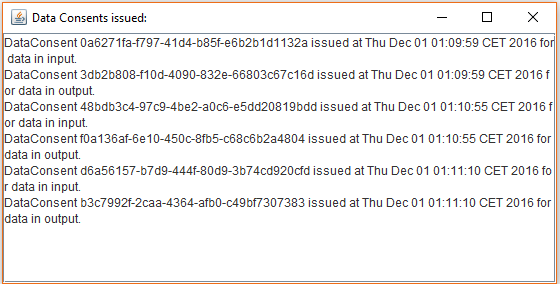 Data Consents issued:
DataConsent 0a6271fa-f797-41d4-b85f-e6b2b1d1132a issued at Thu Dec 01 01:09:59 CET 2016 for
data in input.
DataConsent 3db2b808-f10d-4090-832e-66803c67c16d issued at Thu Dec 01 01:09:59 CET 2016 f
or data in output.
DataConsent 48bdb3c4-97c9-4be2-a0c6-e5dd20819bdd issued at Thu Dec 01 01:10:55 CET 2016 f
or data in input.
DataConsent f0a136af-6e10-450c-8fb5-c68c6b2a4804 issued at Thu Dec 01 01:10:55 CET 2016 for
data in output.
DataConsent d6a56157-b7d9-444f-80d9-3b74cd920cfd issued at Thu Dec 01 01:11:10 CET 2016 fo
r data in input.
DataConsent b3c7992f-2caa-4364-afb0-c49bf7307383 issued at Thu Dec 01 01:11:10 CET 2016 for
data in output.